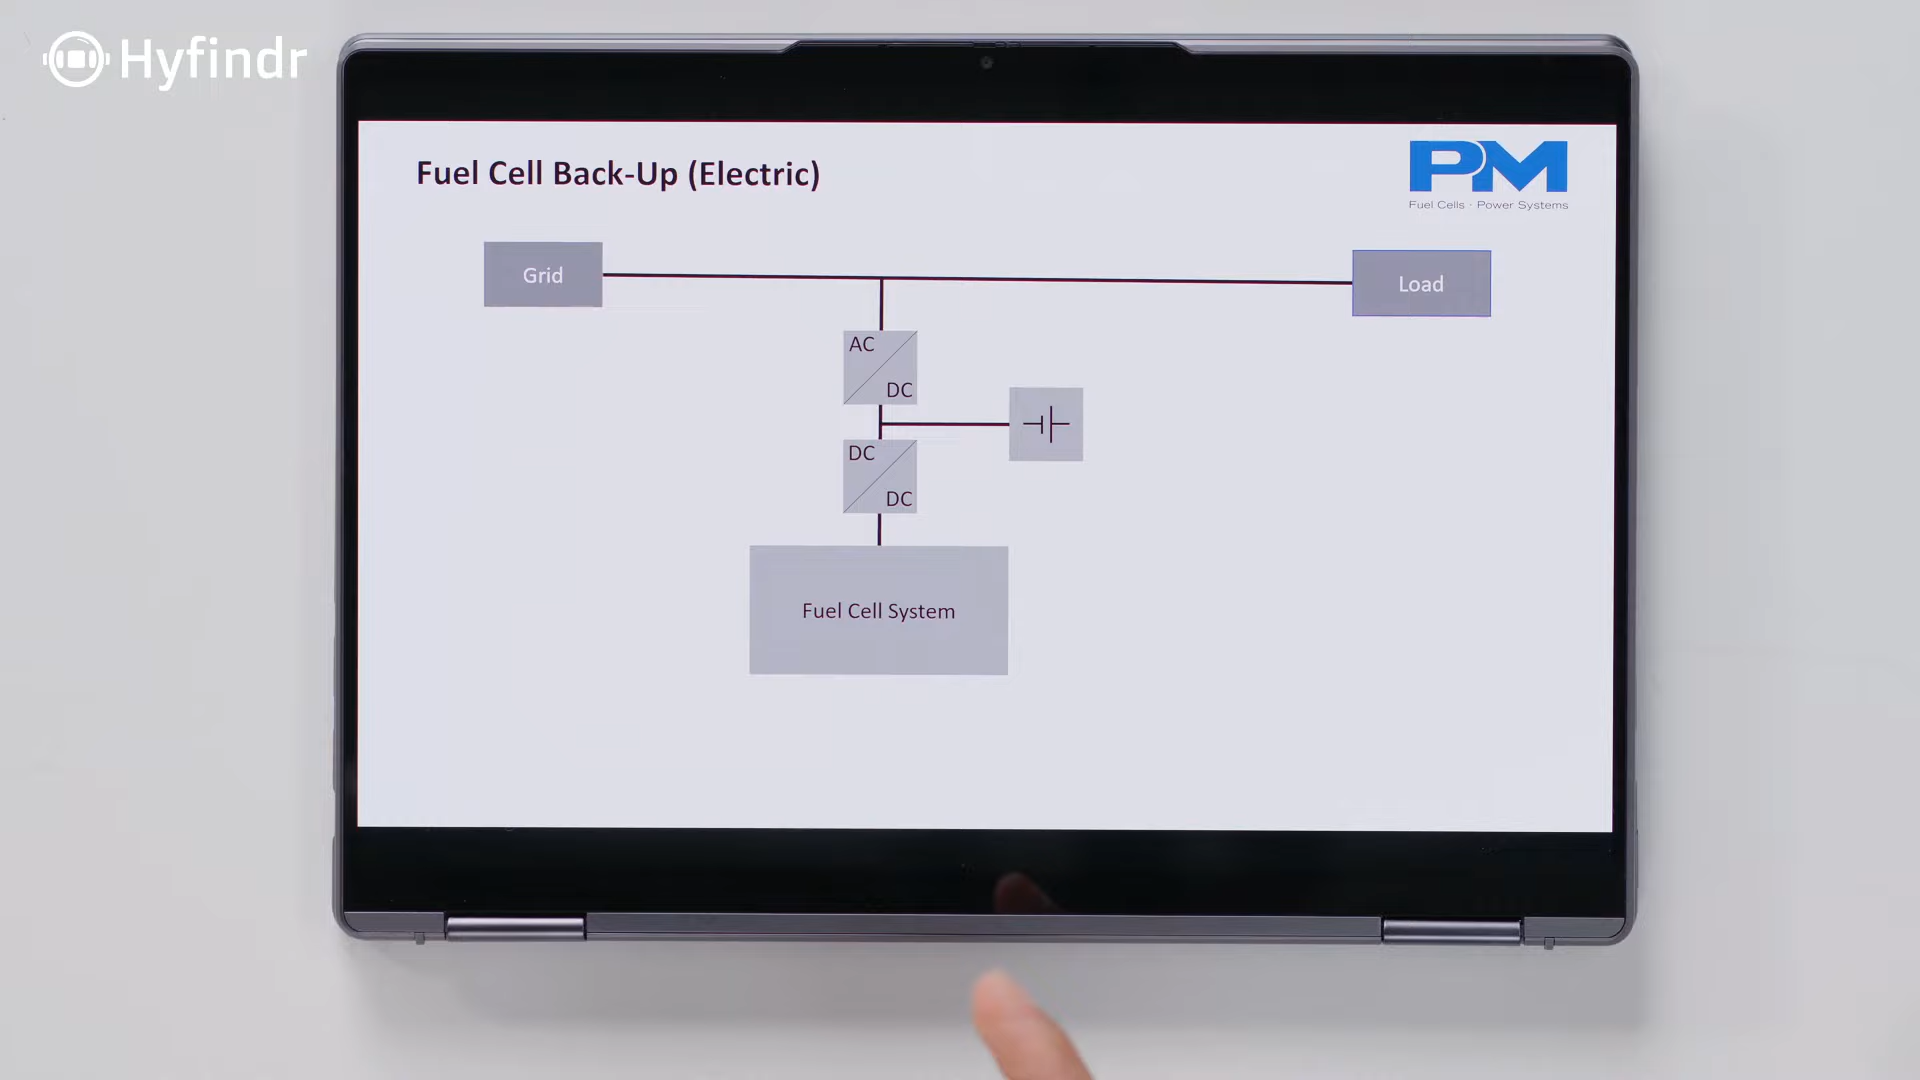 Hyfindr
Fuel Cell Back-Up (Electric)
PM
Fuel Cells · Power Systems
Grid
Load
AC
DC
DC
DC
Fuel Cell System